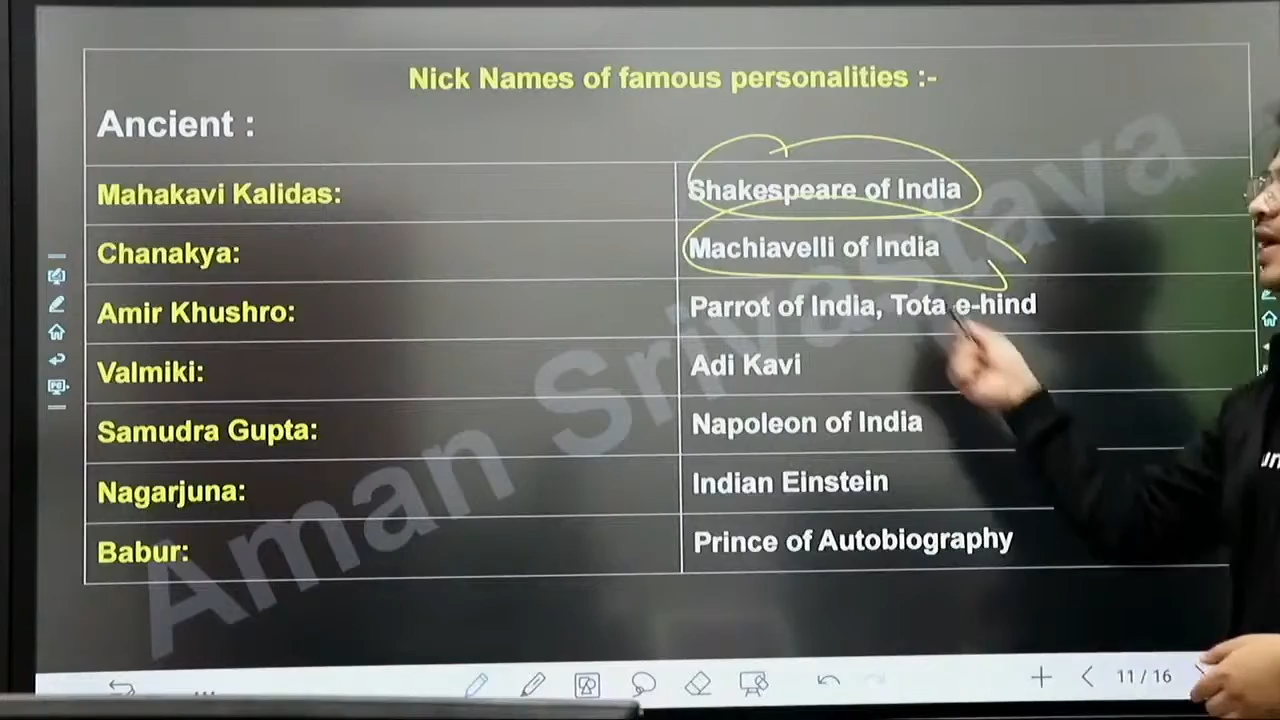 Nick Names of famous personalities :-
Ancient :
Mahakavi Kalidas: Shakespeare of India
Chanakya: Machiavelli of India
Amir Khushro: Parrot of India, Tota e-hind
Valmiki: Adi Kavi
Samudra Gupta: Napoleon of India
Nagarjuna: Indian Einstein
Babur: Prince of Autobiography
Aman Srivastava
11 / 16